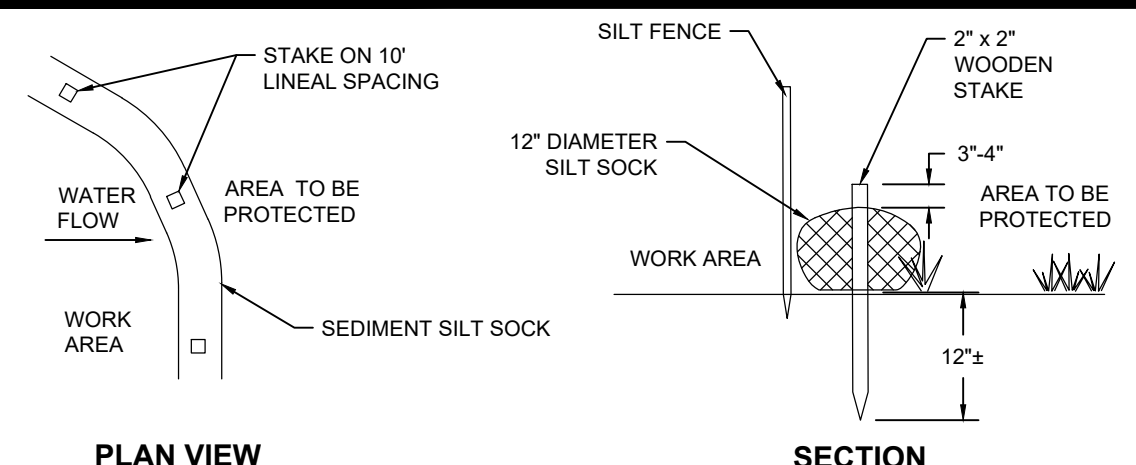 STAKE ON 10'
LINEAL SPACING
WATER
FLOW
AREA TO BE
PROTECTED
WORK
AREA
SEDIMENT SILT SOCK
PLAN VIEW
SILT FENCE
2" x 2"
WOODEN
STAKE
12" DIAMETER
SILT SOCK
3"-4"
AREA TO BE
PROTECTED
WORK AREA
12"±
SECTION